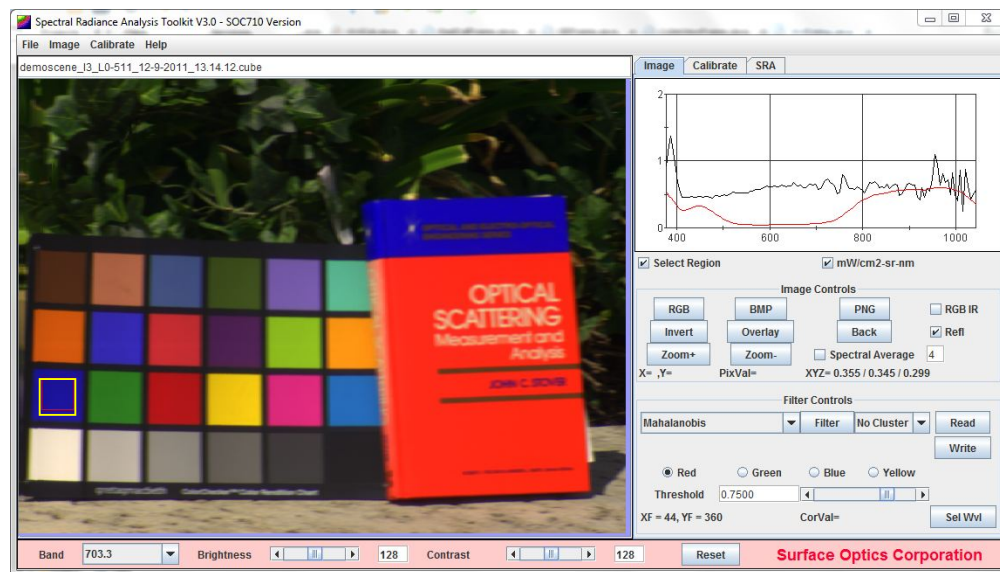 Spectral Radiance Analysis Toolkit V3.0 - SOC710 Version
File Image Calibrate Help
demoscene_I3_L0-511_12-9-2011_13.14.12.cube
OPTICAL
SCATTERING
Measurement and
Analysis
JOHN C. STOVER
ColorChecker Color Rendition Chart
Image Calibrate SRA
2
1
0
400 600 800 1000
Select Region mW/cm2-sr-nm
Image Controls
RGB BMP PNG RGB IR
Invert Overlay Back Refl
Zoom+ Zoom- Spectral Average 4
X= ,Y= PixVal= XYZ= 0.355 / 0.345 / 0.299
Filter Controls
Mahalanobis Filter No Cluster Read
Write
Red Green Blue Yellow
Threshold 0.7500
XF = 44, YF = 360 CorVal= Sel Wvl
Band 703.3 Brightness 128 Contrast 128 Reset Surface Optics Corporation